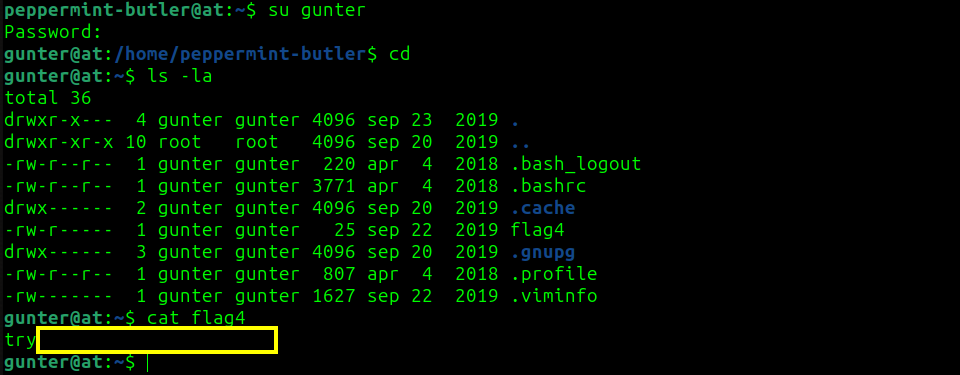 peppermint-butler@at:~$ su gunter
Password:
gunter@at:/home/peppermint-butler$ cd
gunter@at:~$ ls -la
total 36
drwxr-x---  4 gunter gunter 4096 sep 23  2019 .
drwxr-xr-x 10 root   root   4096 sep 20  2019 ..
-rw-r--r--  1 gunter gunter  220 apr  4  2018 .bash_logout
-rw-r--r--  1 gunter gunter 3771 apr  4  2018 .bashrc
drwx------  2 gunter gunter 4096 sep 20  2019 .cache
-rw-r-----  1 gunter gunter   25 sep 22  2019 flag4
drwx------  3 gunter gunter 4096 sep 20  2019 .gnupg
-rw-r--r--  1 gunter gunter  807 apr  4  2018 .profile
-rw-------  1 gunter gunter 1627 sep 22  2019 .viminfo
gunter@at:~$ cat flag4
try
gunter@at:~$